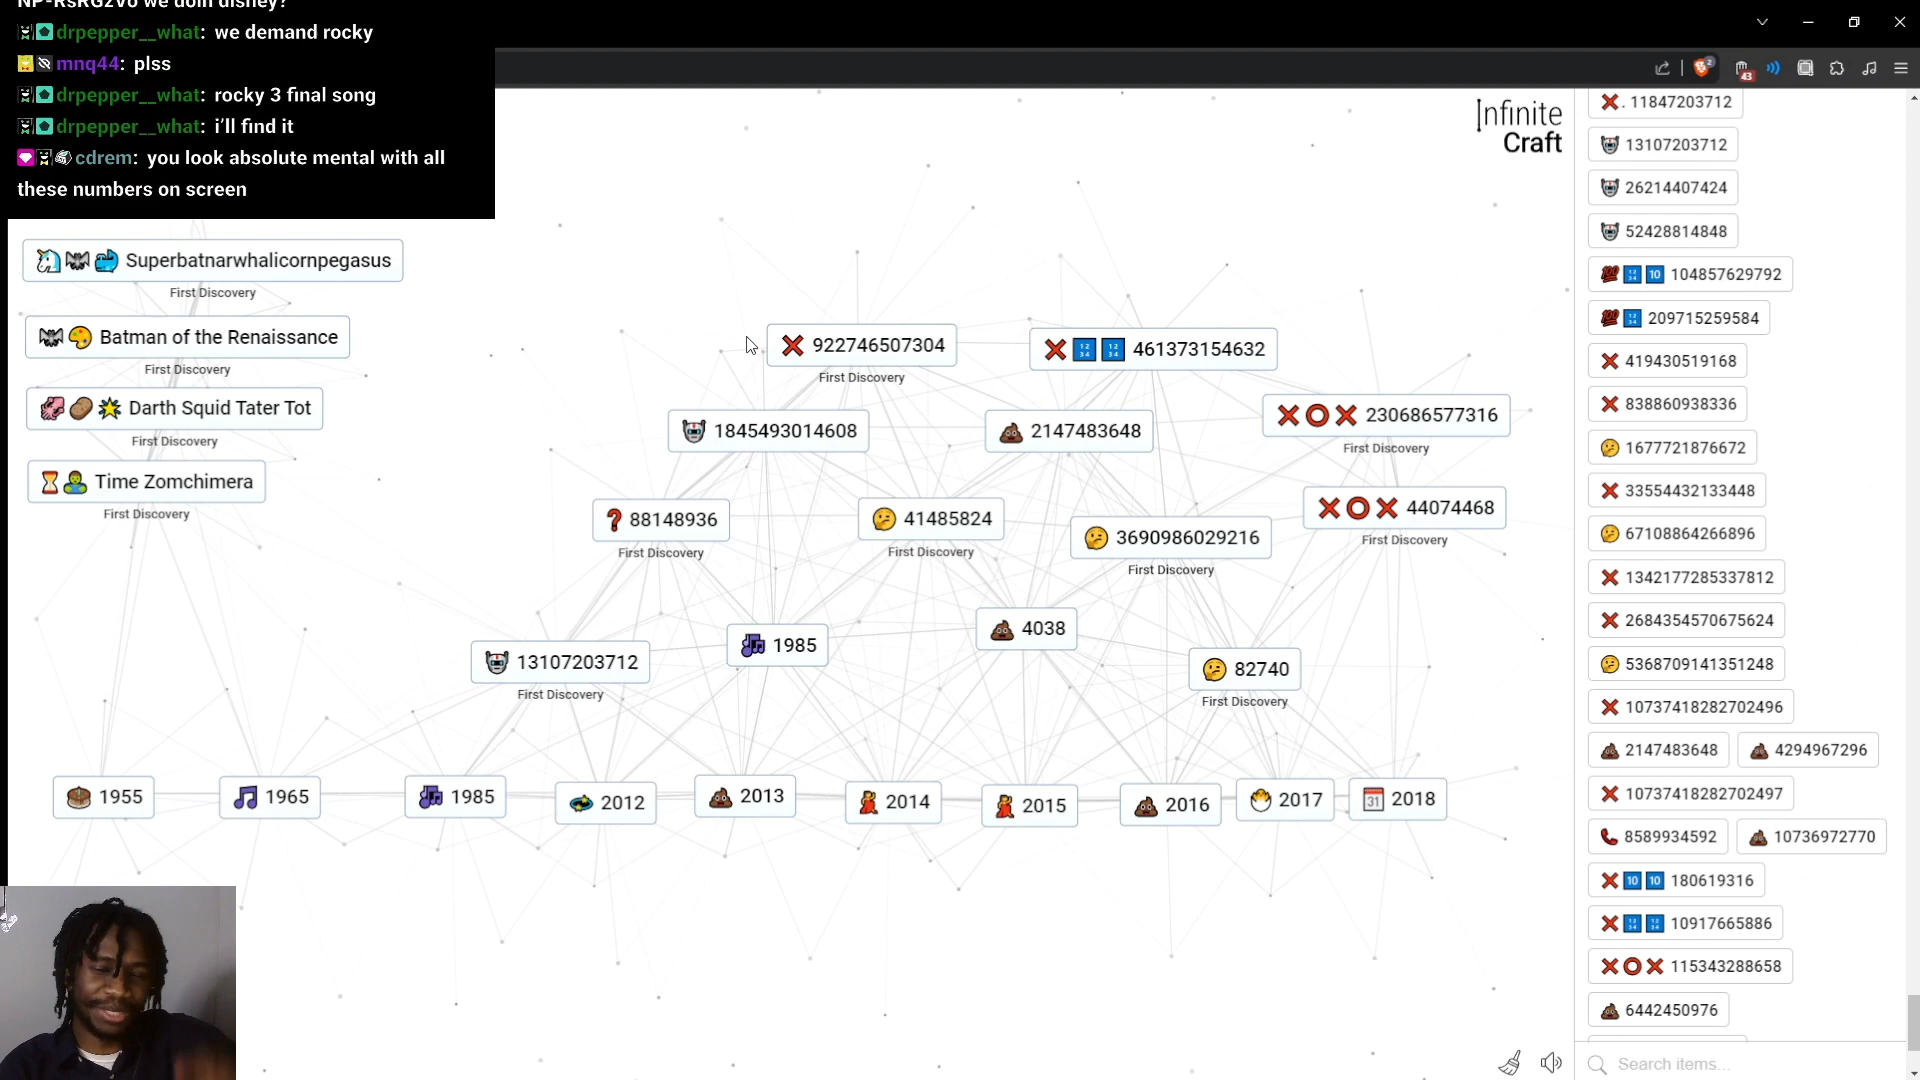 we doin disney?
drpepper__what: we demand rocky
mnq44: plss
drpepper__what: rocky 3 final song
drpepper__what: i'll find it
cdrem: you look absolute mental with all
these numbers on screen
43
2
Infinite
Craft
Superbatnarwhalicornpegasus
First Discovery
Batman of the Renaissance
First Discovery
Darth Squid Tater Tot
First Discovery
Time Zomchimera
First Discovery
922746507304
First Discovery
461373154632
1845493014608
2147483648
230686577316
First Discovery
88148936
First Discovery
41485824
First Discovery
3690986029216
First Discovery
44074468
First Discovery
13107203712
First Discovery
1985
4038
82740
First Discovery
1955
1965
1985
2012
2013
2014
2015
2016
2017
2018
. 11847203712
13107203712
26214407424
52428814848
104857629792
209715259584
419430519168
838860938336
1677721876672
33554432133448
67108864266896
1342177285337812
2684354570675624
5368709141351248
10737418282702496
2147483648
4294967296
10737418282702497
8589934592
10736972770
180619316
10917665886
115343288658
6442450976
Search items...